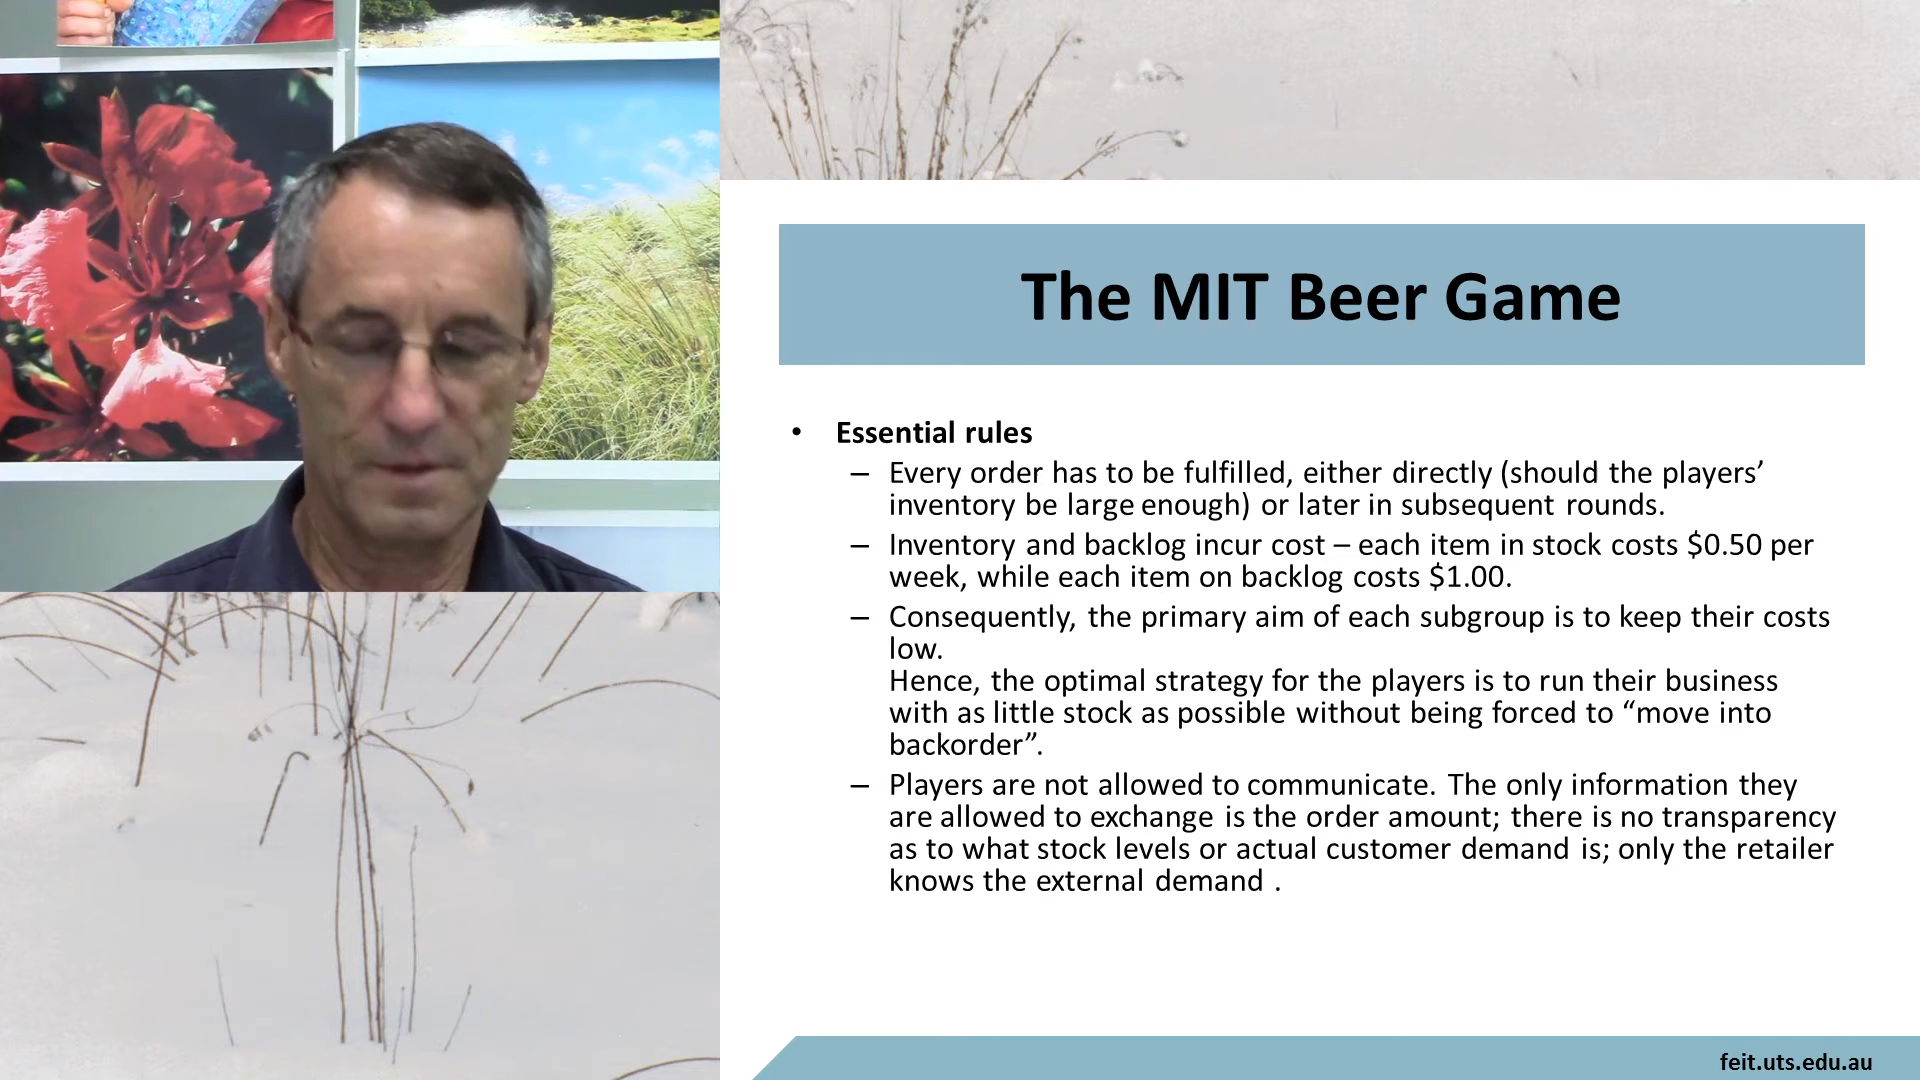 The MIT Beer Game
• Essential rules
– Every order has to be fulfilled, either directly (should the players’
inventory be large enough) or later in subsequent rounds.
– Inventory and backlog incur cost – each item in stock costs $0.50 per
week, while each item on backlog costs $1.00.
– Consequently, the primary aim of each subgroup is to keep their costs
low.
Hence, the optimal strategy for the players is to run their business
with as little stock as possible without being forced to “move into
backorder”.
– Players are not allowed to communicate. The only information they
are allowed to exchange is the order amount; there is no transparency
as to what stock levels or actual customer demand is; only the retailer
knows the external demand .
feit.uts.edu.au